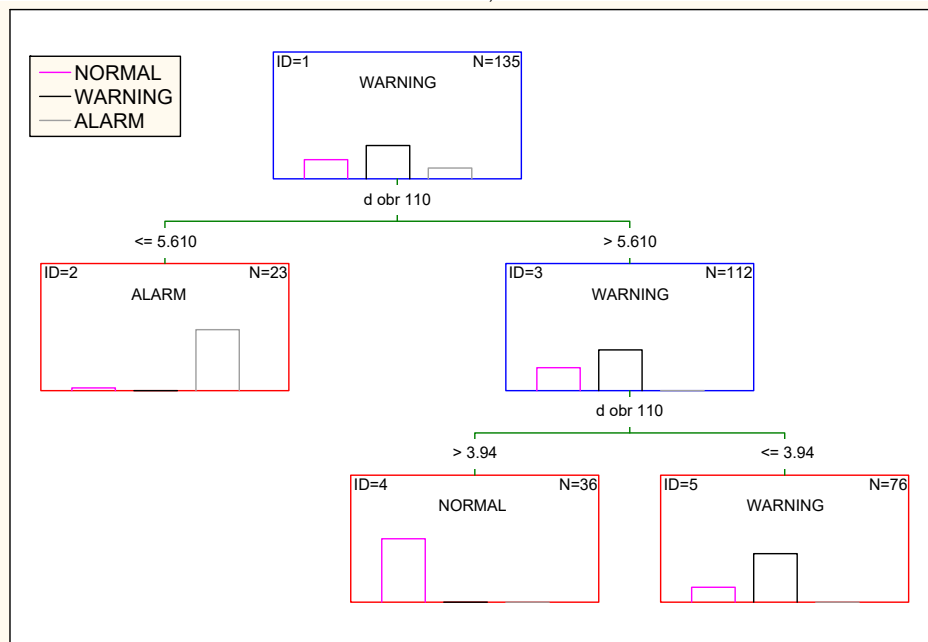 NORMAL
WARNING
ALARM
ID=1 N=135
WARNING
d obr 110
<= 5.610 > 5.610
ID=2 N=23
ALARM
ID=3 N=112
WARNING
d obr 110
> 3.94 <= 3.94
ID=4 N=36
NORMAL
ID=5 N=76
WARNING